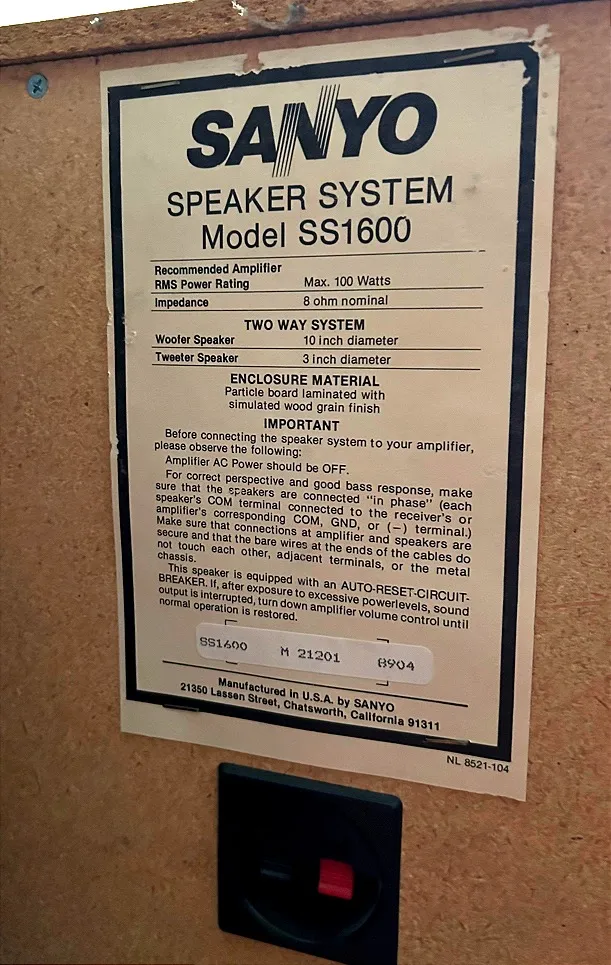 SANYO
SPEAKER SYSTEM
Model SS1600
Recommended Amplifier
RMS Power Rating Max. 100 Watts
Impedance 8 ohm nominal
TWO WAY SYSTEM
Woofer Speaker 10 inch diameter
Tweeter Speaker 3 inch diameter
ENCLOSURE MATERIAL
Particle board laminated with
simulated wood grain finish
IMPORTANT
Before connecting the speaker system to your amplifier,
please observe the following:
Amplifier AC Power should be OFF.
For correct perspective and good bass response, make
sure that the speakers are connected "in phase" (each
speaker's COM terminal connected to the receiver's or
amplifier's corresponding COM, GND, or (−) terminal.)
Make sure that connections at amplifier and speakers are
secure and that the bare wires at the ends of the cables do
not touch each other, adjacent terminals, or the metal
chassis.
This speaker is equipped with an AUTO-RESET-CIRCUIT-
BREAKER. If, after exposure to excessive powerlevels, sound
output is interrupted, turn down amplifier volume control until
normal operation is restored.
SS1600 M 21201 8904
Manufactured in U.S.A. by SANYO
21350 Lassen Street, Chatsworth, California 91311
NL 8521-104